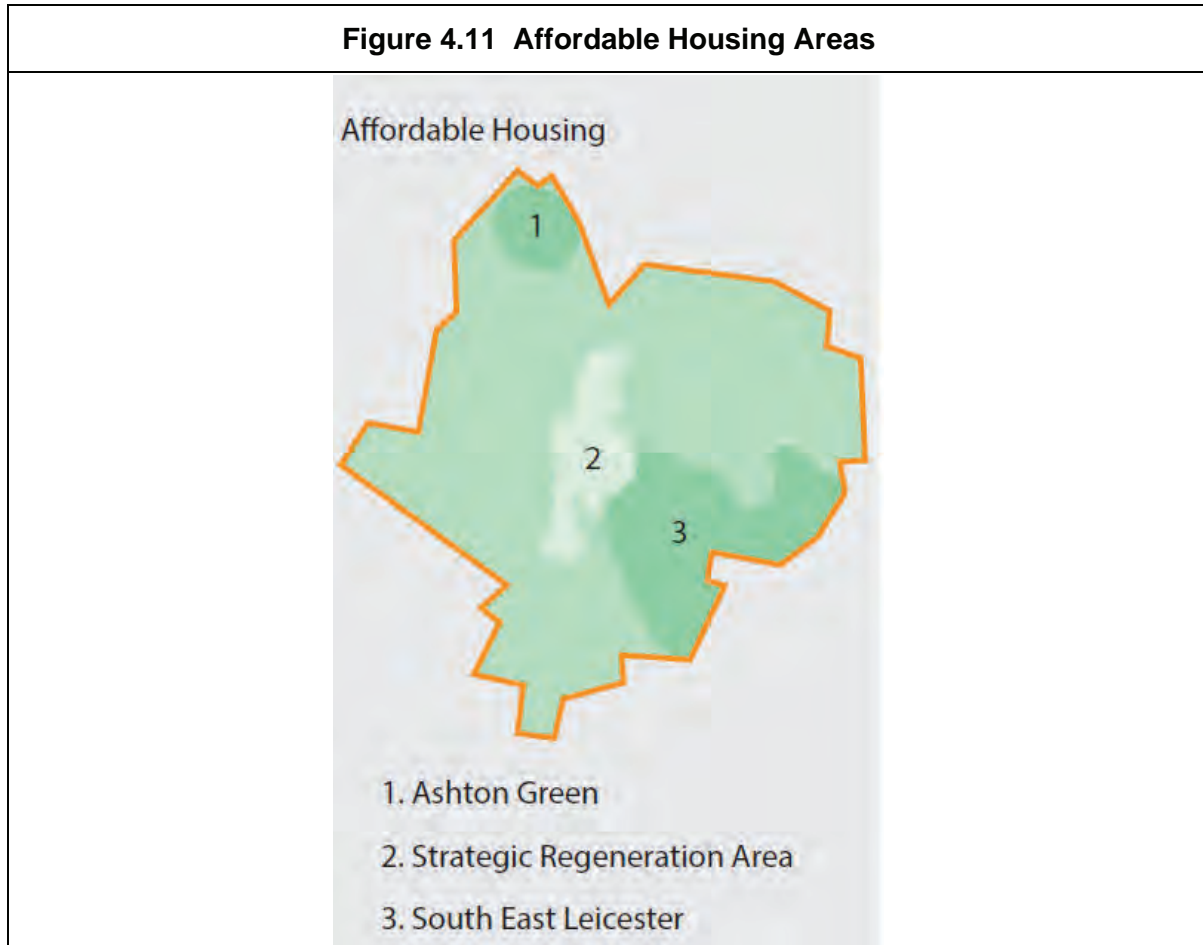 Figure 4.11 Affordable Housing Areas
Affordable Housing
1
2
3
1. Ashton Green
2. Strategic Regeneration Area
3. South East Leicester